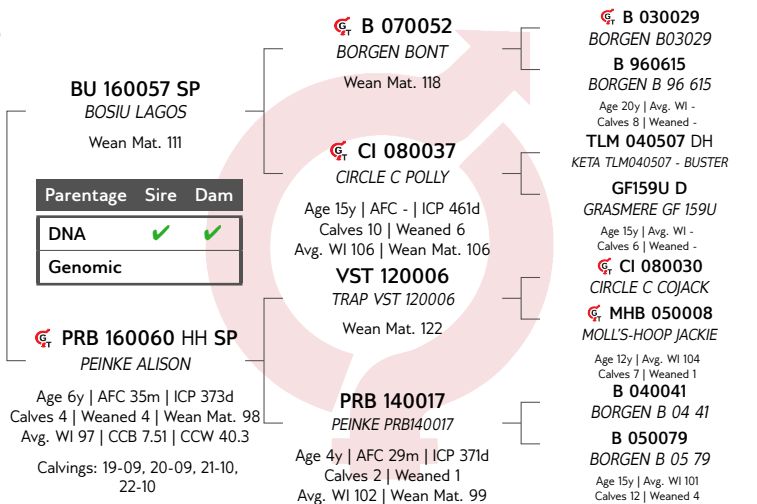 BU 160057 SP
BOSIU LAGOS
Wean Mat. 111
Parentage Sire Dam
DNA ✔ ✔
Genomic
PRB 160060 HH SP
PEINKE ALISON
Age 6y | AFC 35m | ICP 373d
Calves 4 | Weaned 4 | Wean Mat. 98
Avg. WI 97 | CCB 7.51 | CCW 40.3
Calvings: 19-09, 20-09, 21-10,
22-10
B 070052
BORGEN BONT
Wean Mat. 118
CI 080037
CIRCLE C POLLY
Age 15y | AFC - | ICP 461d
Calves 10 | Weaned 6
Avg. WI 106 | Wean Mat. 106
VST 120006
TRAP VST 120006
Wean Mat. 122
PRB 140017
PEINKE PRB140017
Age 4y | AFC 29m | ICP 371d
Calves 2 | Weaned 1
Avg. WI 102 | Wean Mat. 99
B 030029
BORGEN B03029
B 960615
BORGEN B 96 615
Age 20y | Avg. WI -
Calves 8 | Weaned -
TLM 040507 DH
KETA TLM040507 - BUSTER
GF159U D
GRASMERE GF 159U
Age 15y | Avg. WI -
Calves 6 | Weaned -
CI 080030
CIRCLE C COJACK
MHB 050008
MOLL'S-HOOP JACKIE
Age 12y | Avg. WI 104
Calves 7 | Weaned 1
B 040041
BORGEN B 04 41
B 050079
BORGEN B 05 79
Age 15y | Avg. WI 101
Calves 12 | Weaned 4